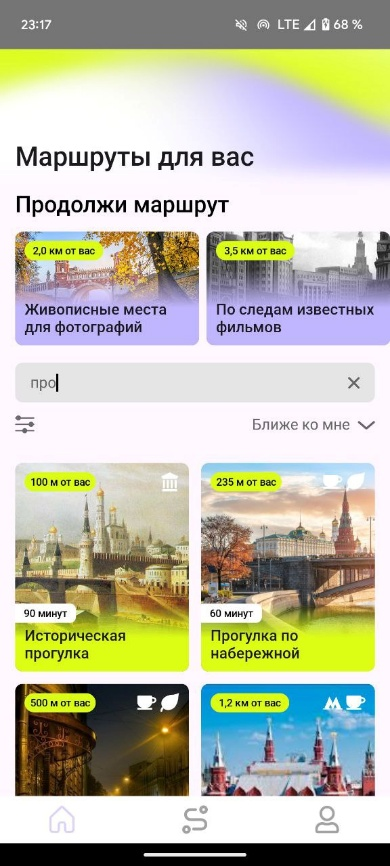 23:17
LTE 68 %
Маршруты для вас
Продолжи маршрут
2,0 км от вас
Живописные места
для фотографий
3,5 км от вас
По следам известных
фильмов
про
Ближе ко мне
100 м от вас
90 минут
Историческая
прогулка
235 м от вас
60 минут
Прогулка по
набережной
500 м от вас
1,2 км от вас